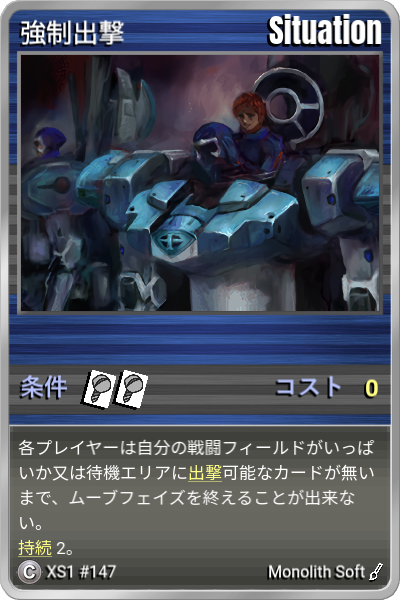 強制出撃 Situation
条件 コスト 0
各プレイヤーは自分の戦闘フィールドがいっぱ
いか又は待機エリアに出撃可能なカードが無い
まで、ムーブフェイズを終えることが出来な
い。
持続 2。
C XS1 #147 Monolith Soft